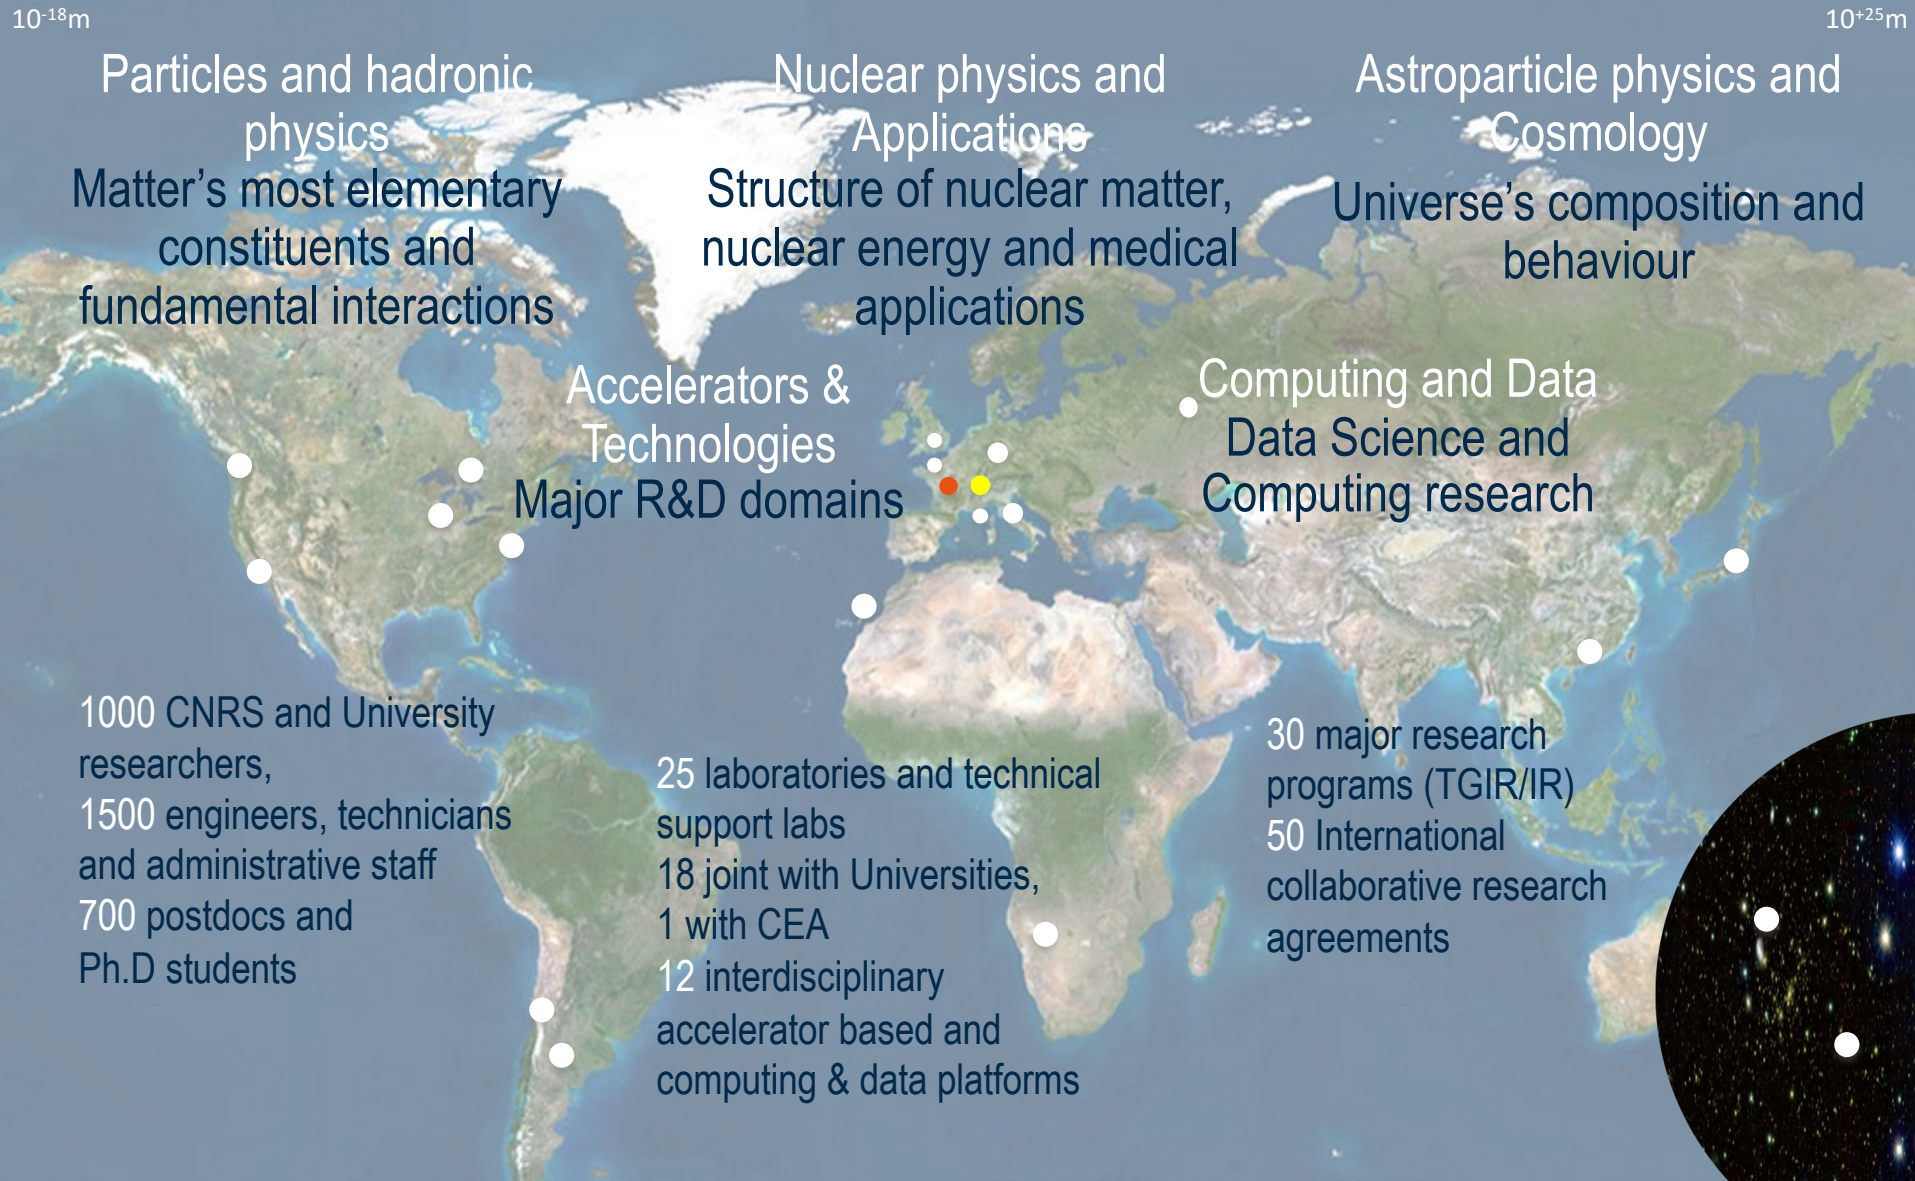 10-18m
10+25m
Particles and hadronic
physics
Matter's most elementary
constituents and
fundamental interactions
Nuclear physics and
Applications
Structure of nuclear matter,
nuclear energy and medical
applications
Astroparticle physics and
Cosmology
Universe's composition and
behaviour
Accelerators &
Technologies
Major R&D domains
Computing and Data
Data Science and
Computing research
1000 CNRS and University
researchers,
1500 engineers, technicians
and administrative staff
700 postdocs and
Ph.D students
25 laboratories and technical
support labs
18 joint with Universities,
1 with CEA
12 interdisciplinary
accelerator based and
computing & data platforms
30 major research
programs (TGIR/IR)
50 International
collaborative research
agreements